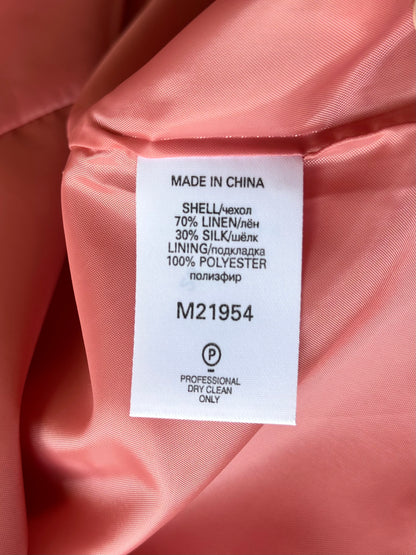 MADE IN CHINA
SHELL/чехол
70% LINEN/лён
30% SILK/шёлк
LINING/подкладка
100% POLYESTER
полиэфир
M21954
P
PROFESSIONAL
DRY CLEAN
ONLY